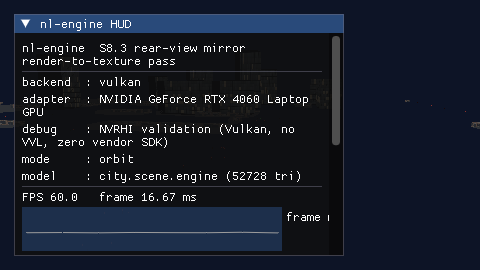 nl-engine HUD
nl-engine  S8.3 rear-view mirror
render-to-texture pass
backend  : vulkan
adapter  : NVIDIA GeForce RTX 4060 Laptop
GPU
debug    : NVRHI validation (Vulkan, no
VVL, zero vendor SDK)
mode     : orbit
model    : city.scene.engine (52728 tri)
FPS 60.0   frame 16.67 ms
frame